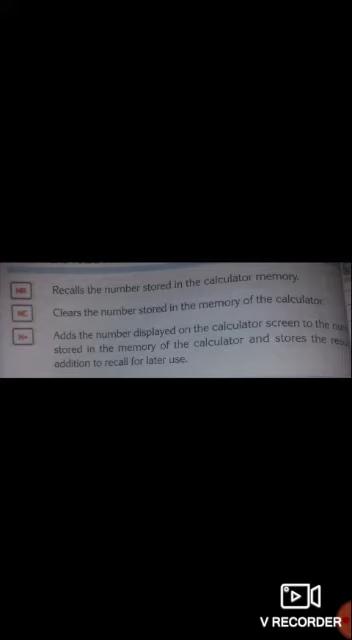 MR Recalls the number stored in the calculator memory.
MC Clears the number stored in the memory of the calculator
M+ Adds the number displayed on the calculator screen to the
stored in the memory of the calculator and stores the
addition to recall for later use.
V RECORDER